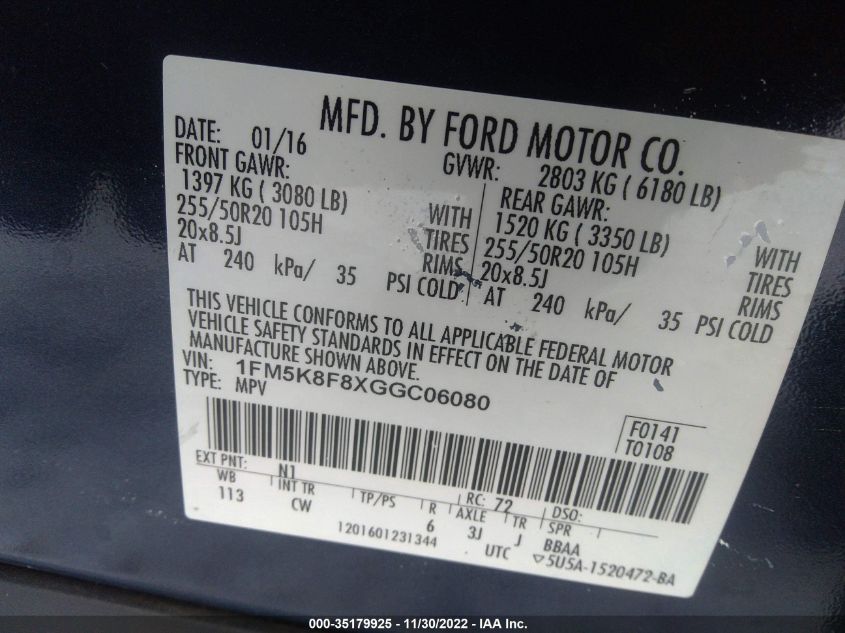 MFD. BY FORD MOTOR CO.
DATE: 01/16 GVWR: 2803 KG ( 6180 LB)
FRONT GAWR: REAR GAWR:
1397 KG ( 3080 LB) WITH 1520 KG ( 3350 LB) WITH
255/50R20 105H TIRES 255/50R20 105H TIRES
20x8.5J RIMS 20x8.5J RIMS
AT 240 kPa/ 35 PSI COLD AT 240 kPa/ 35 PSI COLD
THIS VEHICLE CONFORMS TO ALL APPLICABLE FEDERAL MOTOR
VEHICLE SAFETY STANDARDS IN EFFECT ON THE DATE OF
MANUFACTURE SHOWN ABOVE.
VIN: 1FM5K8F8XGGC06080
TYPE: MPV
F0141
T0108
EXT PNT: N1 RC: 72 DSO:
WB INT TR TP/PS R AXLE TR SPR
113 CW 6 3J J BBAA
1201601231344 UTC ▽5U5A-1520472-BA
000-35179925 - 11/30/2022 - IAA Inc.